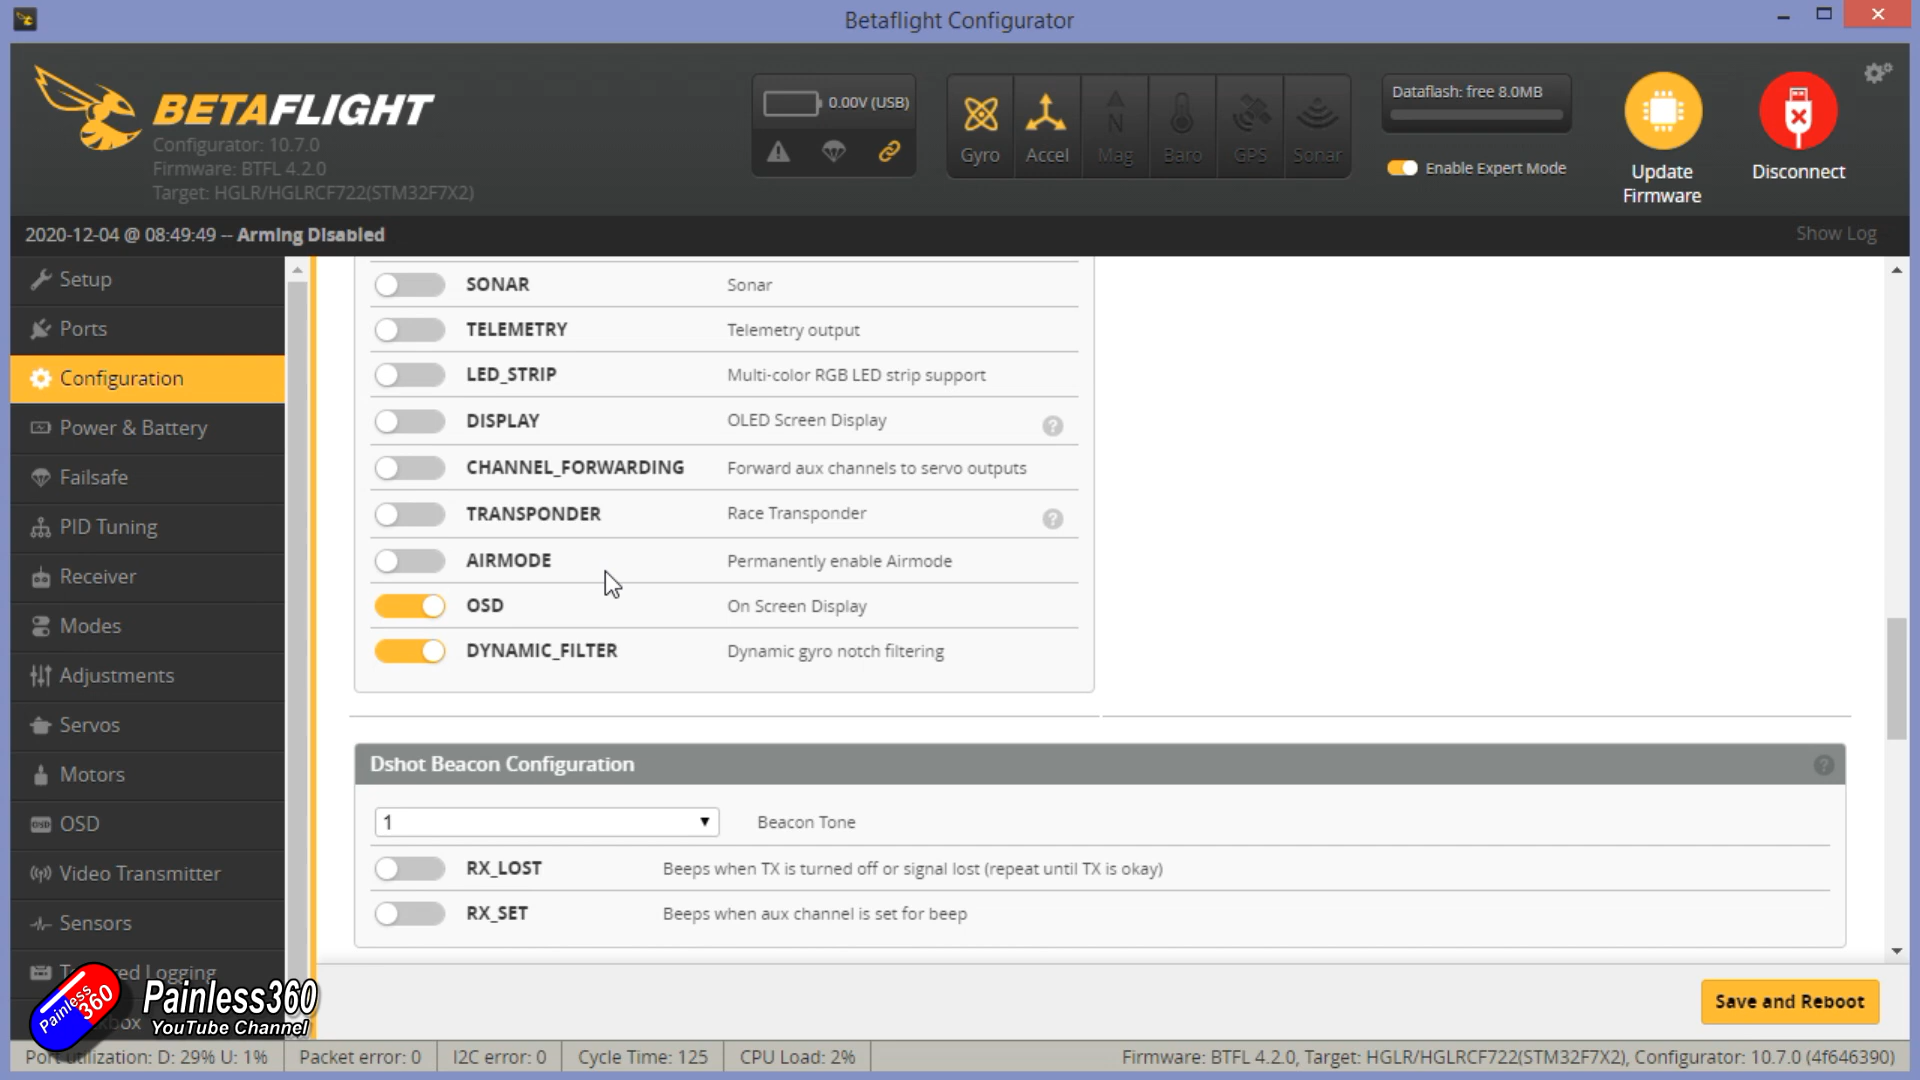 Betaflight Configurator
BETAFLIGHT
Configurator: 10.7.0
Firmware: BTFL 4.2.0
Target: HGLR/HGLRCF722(STM32F7X2)
0.00V (USB)
Gyro
Accel
Mag
Baro
GPS
Sonar
Dataflash: free 8.0MB
Enable Expert Mode
Update
Firmware
Disconnect
2020-12-04 @ 08:49:49 -- Arming Disabled
Show Log
Setup
Ports
Configuration
Power & Battery
Failsafe
PID Tuning
Receiver
Modes
Adjustments
Servos
Motors
OSD
Video Transmitter
Sensors
SONAR Sonar
TELEMETRY Telemetry output
LED_STRIP Multi-color RGB LED strip support
DISPLAY OLED Screen Display ?
CHANNEL_FORWARDING Forward aux channels to servo outputs
TRANSPONDER Race Transponder ?
AIRMODE Permanently enable Airmode
OSD On Screen Display
DYNAMIC_FILTER Dynamic gyro notch filtering
Dshot Beacon Configuration ?
1 Beacon Tone
RX_LOST Beeps when TX is turned off or signal lost (repeat until TX is okay)
RX_SET Beeps when aux channel is set for beep
Logging
Painless360
Painless360
YouTube Channel
Save and Reboot
Port utilization: D: 29% U: 1% Packet error: 0 I2C error: 0 Cycle Time: 125 CPU Load: 2% Firmware: BTFL 4.2.0, Target: HGLR/HGLRCF722(STM32F7X2), Configurator: 10.7.0 (4f646390)